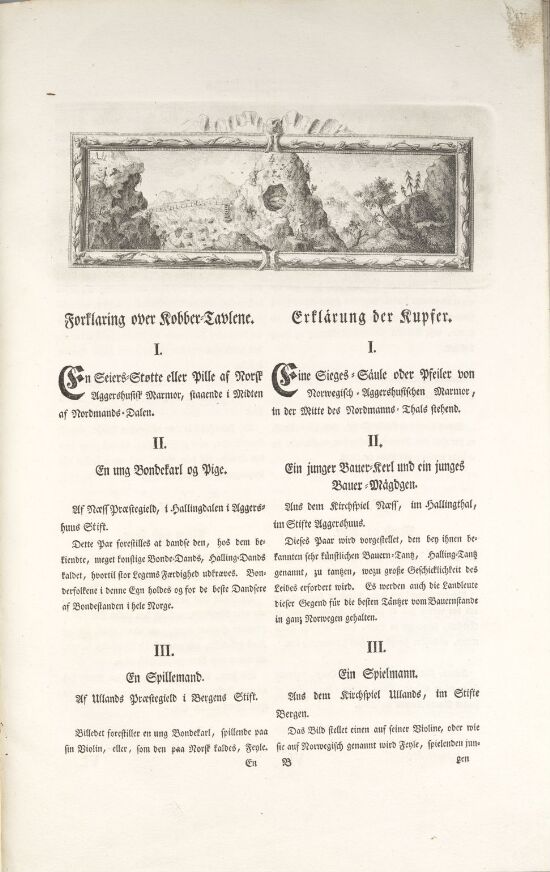 Forklaring over Kobber-Tavlene.
I.
En Seiers-Støtte eller Pille af Norsk
Aggershusisk Marmor, staaende i Midten
af Nordmands-Dalen.
II.
En ung Bondekarl og Pige.
Af Næss Præstegield, i Hallingdalen i Aggers-
huus Stift.
Dette Par forestilles at dandse den, hos dem be-
kiendte, meget konstige Bonde-Dands, Halling-Dands
kaldet, hvortil stor Legems Færdighed udkræves. Bon-
derfolkene i denne Egn holdes og for de beste Dandsere
af Bondestanden i hele Norge.
III.
En Spillemand.
Af Ullands Præstegield i Bergens Stift.
Billedet forestiller en ung Bondekarl, spillende paa
sin Violin, eller, som den paa Norsk kaldes, Feyle.
En
Erklärung der Kupfer.
I.
Eine Sieges-Säule oder Pfeiler von
Norwegisch-Aggershusischen Marmor,
in der Mitte des Nordmanns-Thals stehend.
II.
Ein junger Bauer-Kerl und ein junges
Bauer-Mägdgen.
Aus dem Kirchspiel Næss, im Hallingthal,
im Stifte Aggershuus.
Dieses Paar wird vorgestellet, den bey ihnen be-
kannten sehr künstlichen Bauern-Tantz, Halling-Tantz
genannt, zu tantzen, wozu große Geschicklichkeit des
Leibes erfordert wird. Es werden auch die Landleute
dieser Gegend für die besten Täntzer vom Bauernstande
in gantz Norwegen gehalten.
III.
Ein Spielmann.
Aus dem Kirchspiel Ullands, im Stifte
Bergen.
Das Bild stellet einen auf seiner Violine, oder wie
sie auf Norwegisch genannt wird Feyle, spielenden jun-
B
gen